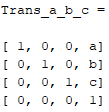 Trans_a_b_c =
[ 1, 0, 0, a]
[ 0, 1, 0, b]
[ 0, 0, 1, c]
[ 0, 0, 0, 1]